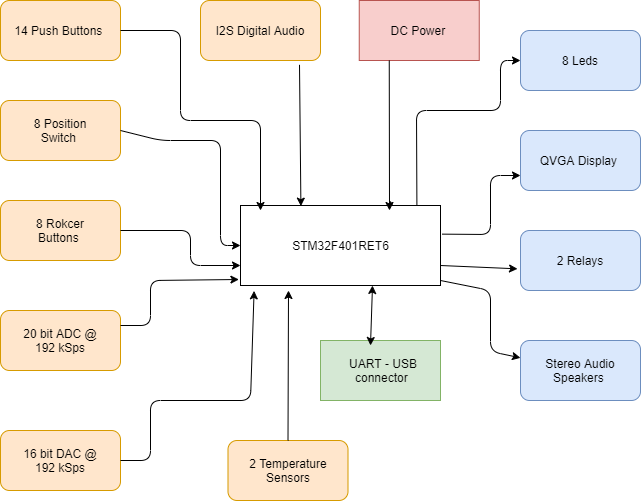 14 Push Buttons
I2S Digital Audio
DC Power
8 Leds
8 Position
Switch
QVGA Display
8 Rokcer
Buttons
STM32F401RET6
2 Relays
20 bit ADC @
192 kSps
UART - USB
connector
Stereo Audio
Speakers
16 bit DAC @
192 kSps
2 Temperature
Sensors